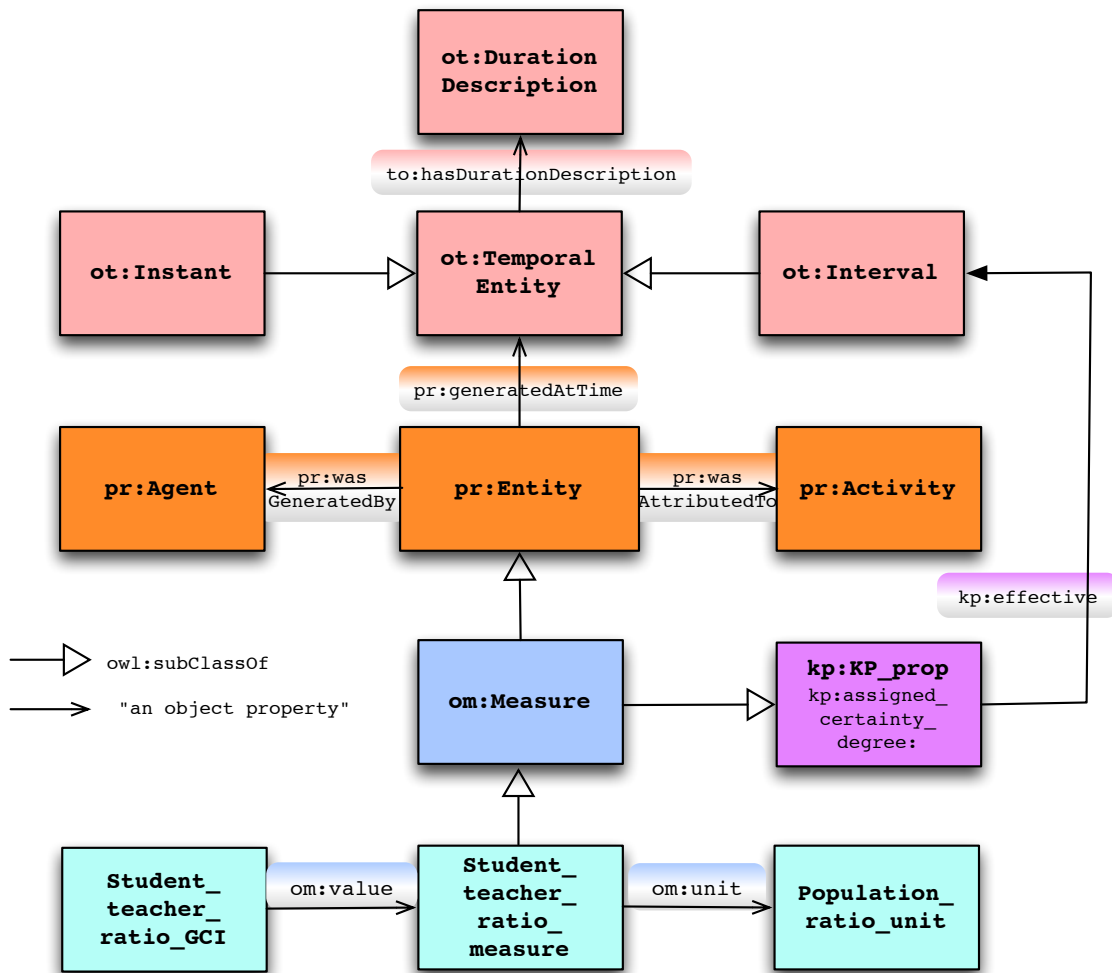 ot:Duration
Description
to:hasDurationDescription
ot:Instant
ot:Temporal
Entity
ot:Interval
pr:generatedAtTime
pr:Agent
pr:was
GeneratedBy
pr:Entity
pr:was
AttributedTo
pr:Activity
kp:effective
owl:subClassOf
"an object property"
om:Measure
kp:KP_prop
kp:assigned_
certainty_
degree:
Student_
teacher_
ratio_GCI
om:value
Student_
teacher_
ratio_
measure
om:unit
Population_
ratio_unit